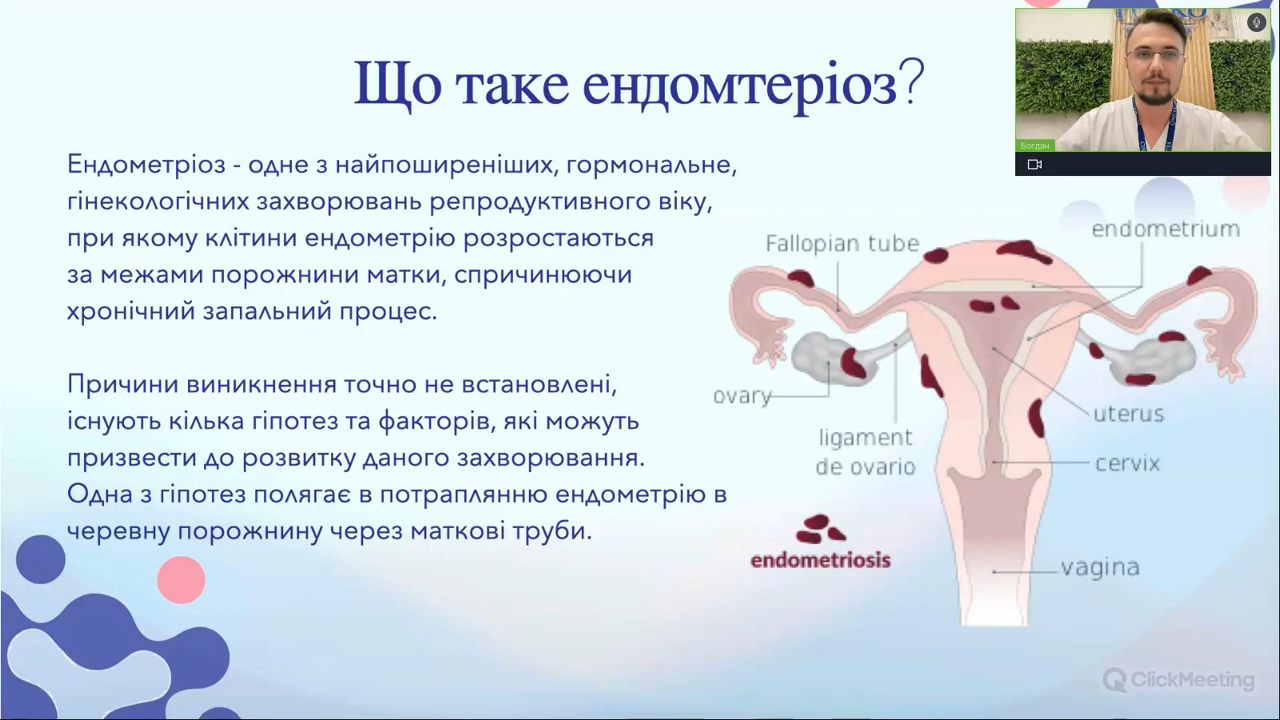 Що таке ендомтеріоз?
Ендометріоз - одне з найпоширеніших, гормональне,
гінекологічних захворювань репродуктивного віку,
при якому клітини ендометрію розростаються
за межами порожнини матки, спричинюючи
хронічний запальний процес.
Причини виникнення точно не встановлені,
існують кілька гіпотез та факторів, які можуть
призвести до розвитку даного захворювання.
Одна з гіпотез полягає в потраплянню ендометрію в
черевну порожнину через маткові труби.
Богдан
Fallopian tube
endometrium
ovary
ligament
de ovario
uterus
cervix
endometriosis
vagina
ClickMeeting